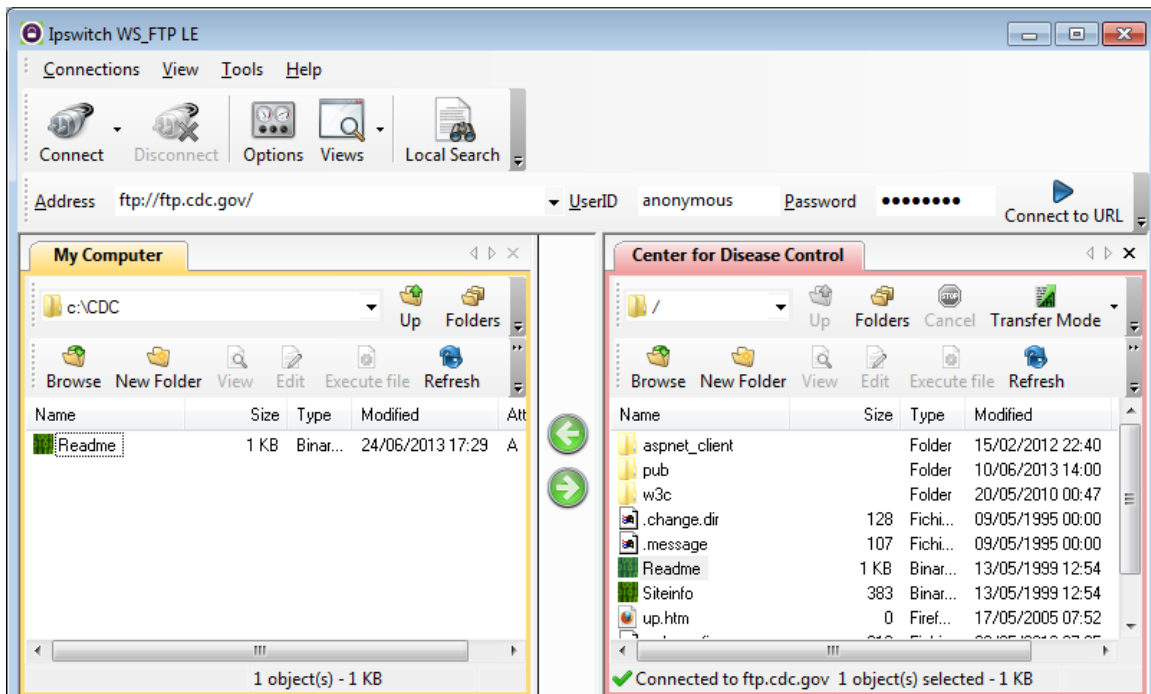 Ipswitch WS_FTP LE
Connections View Tools Help
Connect Disconnect Options Views Local Search
Address ftp://ftp.cdc.gov/ UserID anonymous Password •••••••• Connect to URL
My Computer
c:\CDC Up Folders
Browse New Folder View Edit Execute file Refresh
Name Size Type Modified Att
Readme 1 KB Binar... 24/06/2013 17:29 A
1 object(s) - 1 KB
Center for Disease Control
/ Up Folders STOP Cancel Transfer Mode
Browse New Folder View Edit Execute file Refresh
Name Size Type Modified
aspnet_client Folder 15/02/2012 22:40
pub Folder 10/06/2013 14:00
w3c Folder 20/05/2010 00:47
.change.dir 128 Fichi... 09/05/1995 00:00
.message 107 Fichi... 09/05/1995 00:00
Readme 1 KB Binar... 13/05/1999 12:54
Siteinfo 383 Binar... 13/05/1999 12:54
up.htm 0 Firef... 17/05/2005 07:52
Connected to ftp.cdc.gov 1 object(s) selected - 1 KB